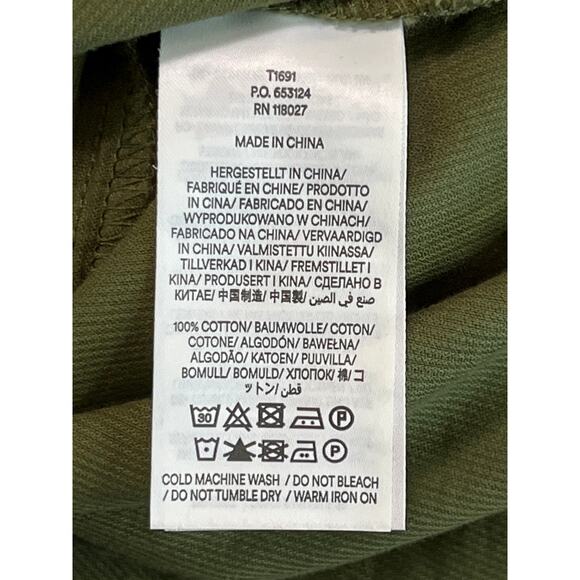 T1691
P.O. 653124
RN 118027
MADE IN CHINA
HERGESTELLT IN CHINA/
FABRIQUÉ EN CHINE/ PRODOTTO
IN CINA/ FABRICADO EN CHINA/
WYPRODUKOWANO W CHINACH/
FABRICADO NA CHINA/ VERVAARDIGD
IN CHINA/ VALMISTETTU KIINASSA/
TILLVERKAD I KINA/ FREMSTILLET I
KINA/ PRODUSERT I KINA/ СДЕЛАНО В
КИТАЕ/ 中国制造/ 中国製/ صنع في الصين
100% COTTON/ BAUMWOLLE/ COTON/
COTONE/ ALGODÓN/ BAWEŁNA/
ALGODÃO/ KATOEN/ PUUVILLA/
BOMULL/ BOMULD/ ХЛОПОК/ 棉/ コ
ットン/ قطن
30 P
P
COLD MACHINE WASH / DO NOT BLEACH
/ DO NOT TUMBLE DRY / WARM IRON ON